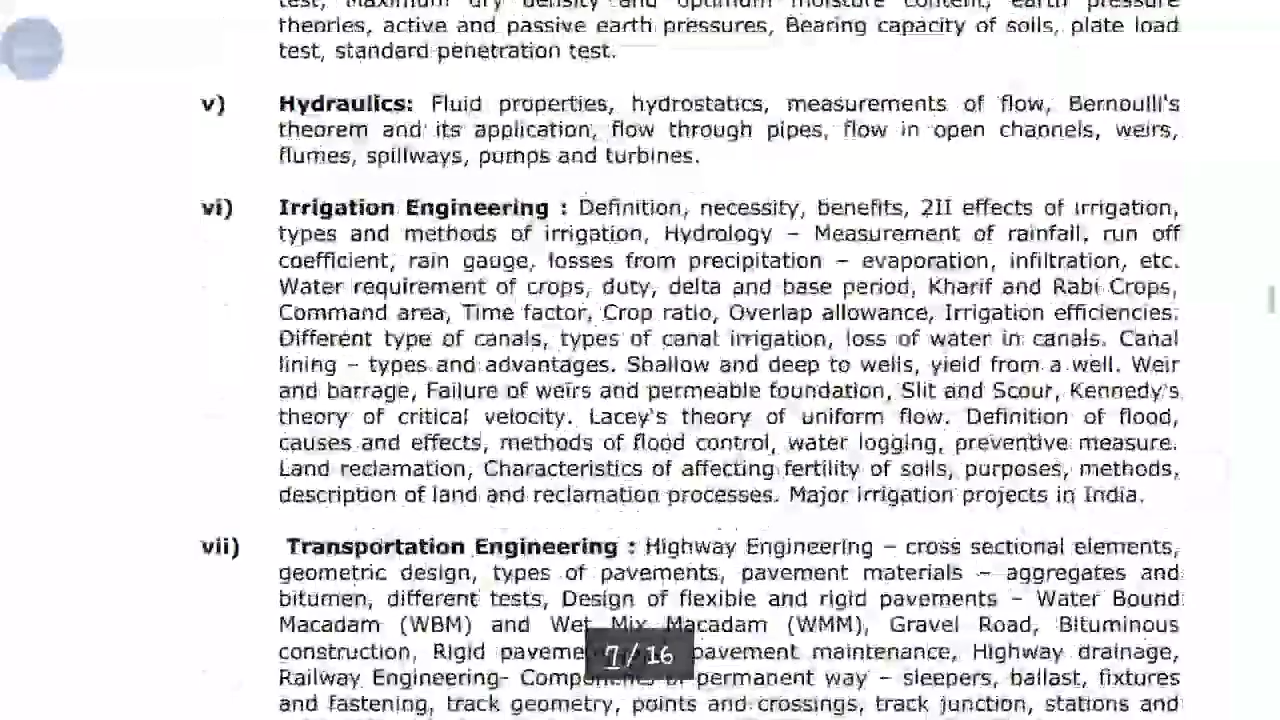 test, maximum dry density and optimum moisture content, earth pressure
theories, active and passive earth pressures, Bearing capacity of soils, plate load
test, standard penetration test.
v) Hydraulics: Fluid properties, hydrostatics, measurements of flow, Bernoulli's
theorem and its application, flow through pipes, flow in open channels, weirs,
flumes, spillways, pumps and turbines.
vi) Irrigation Engineering : Definition, necessity, benefits, 2II effects of irrigation,
types and methods of irrigation, Hydrology – Measurement of rainfall, run off
coefficient, rain gauge, losses from precipitation – evaporation, infiltration, etc.
Water requirement of crops, duty, delta and base period, Kharif and Rabi Crops,
Command area, Time factor, Crop ratio, Overlap allowance, Irrigation efficiencies.
Different type of canals, types of canal irrigation, loss of water in canals. Canal
lining – types and advantages. Shallow and deep to wells, yield from a well. Weir
and barrage, Failure of weirs and permeable foundation, Slit and Scour, Kennedy's
theory of critical velocity. Lacey's theory of uniform flow. Definition of flood,
causes and effects, methods of flood control, water logging, preventive measure.
Land reclamation, Characteristics of affecting fertility of soils, purposes, methods,
description of land and reclamation processes. Major irrigation projects in India.
vii) Transportation Engineering : Highway Engineering – cross sectional elements,
geometric design, types of pavements, pavement materials – aggregates and
bitumen, different tests, Design of flexible and rigid pavements – Water Bound
Macadam (WBM) and Wet Mix Macadam (WMM), Gravel Road, Bituminous
construction, Rigid pavement maintenance, Highway drainage,
Railway Engineering- permanent way – sleepers, ballast, fixtures
and fastening, track geometry, points and crossings, track junction, stations and
7 / 16